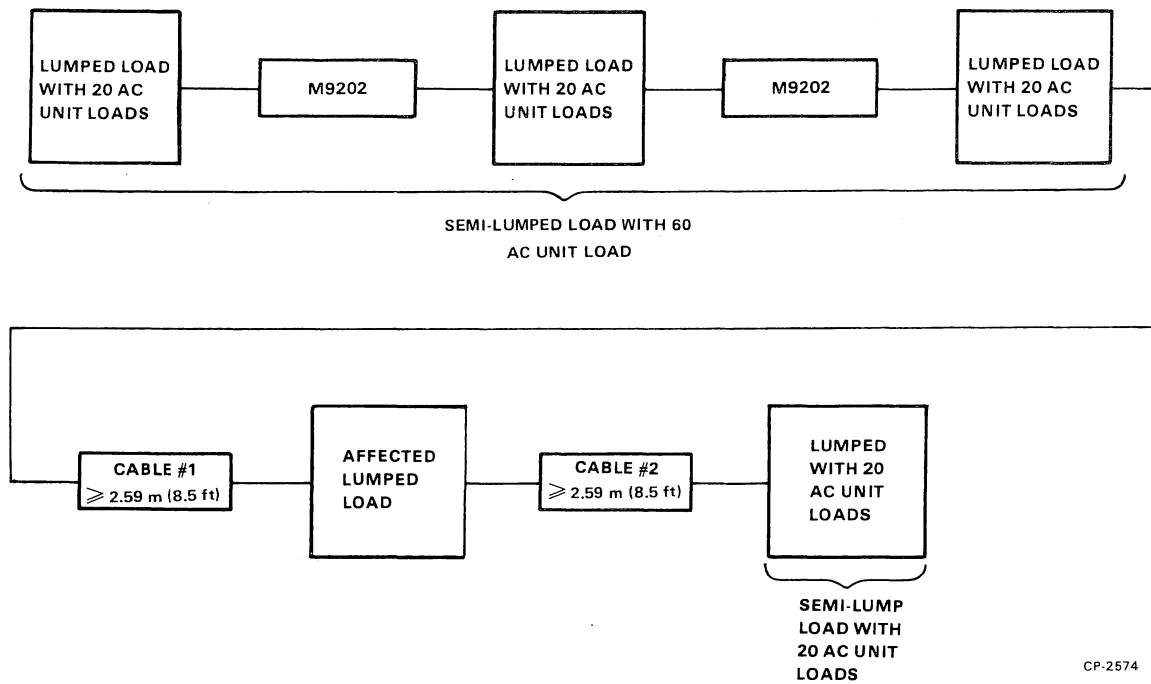 LUMPED LOAD
WITH 20 AC
UNIT LOADS
M9202
LUMPED LOAD
WITH 20 AC
UNIT LOADS
M9202
LUMPED LOAD
WITH 20 AC
UNIT LOADS
SEMI-LUMPED LOAD WITH 60
AC UNIT LOAD
CABLE #1
⩾ 2.59 m (8.5 ft)
AFFECTED
LUMPED
LOAD
CABLE #2
⩾ 2.59 m (8.5 ft)
LUMPED
WITH 20
AC UNIT
LOADS
SEMI-LUMP
LOAD WITH
20 AC UNIT
LOADS
CP-2574